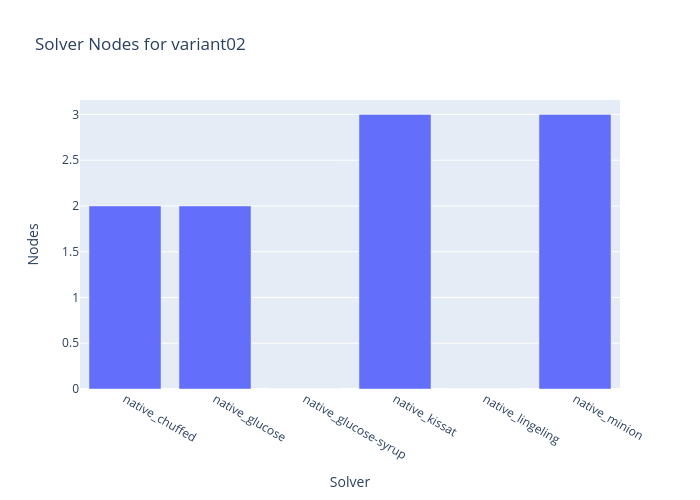 Solver Nodes for variant02
Nodes
3
2.5
2
1.5
1
0.5
0
native_chuffed
native_glucose
native_glucose-syrup
native_kissat
native_lingeling
native_minion
Solver